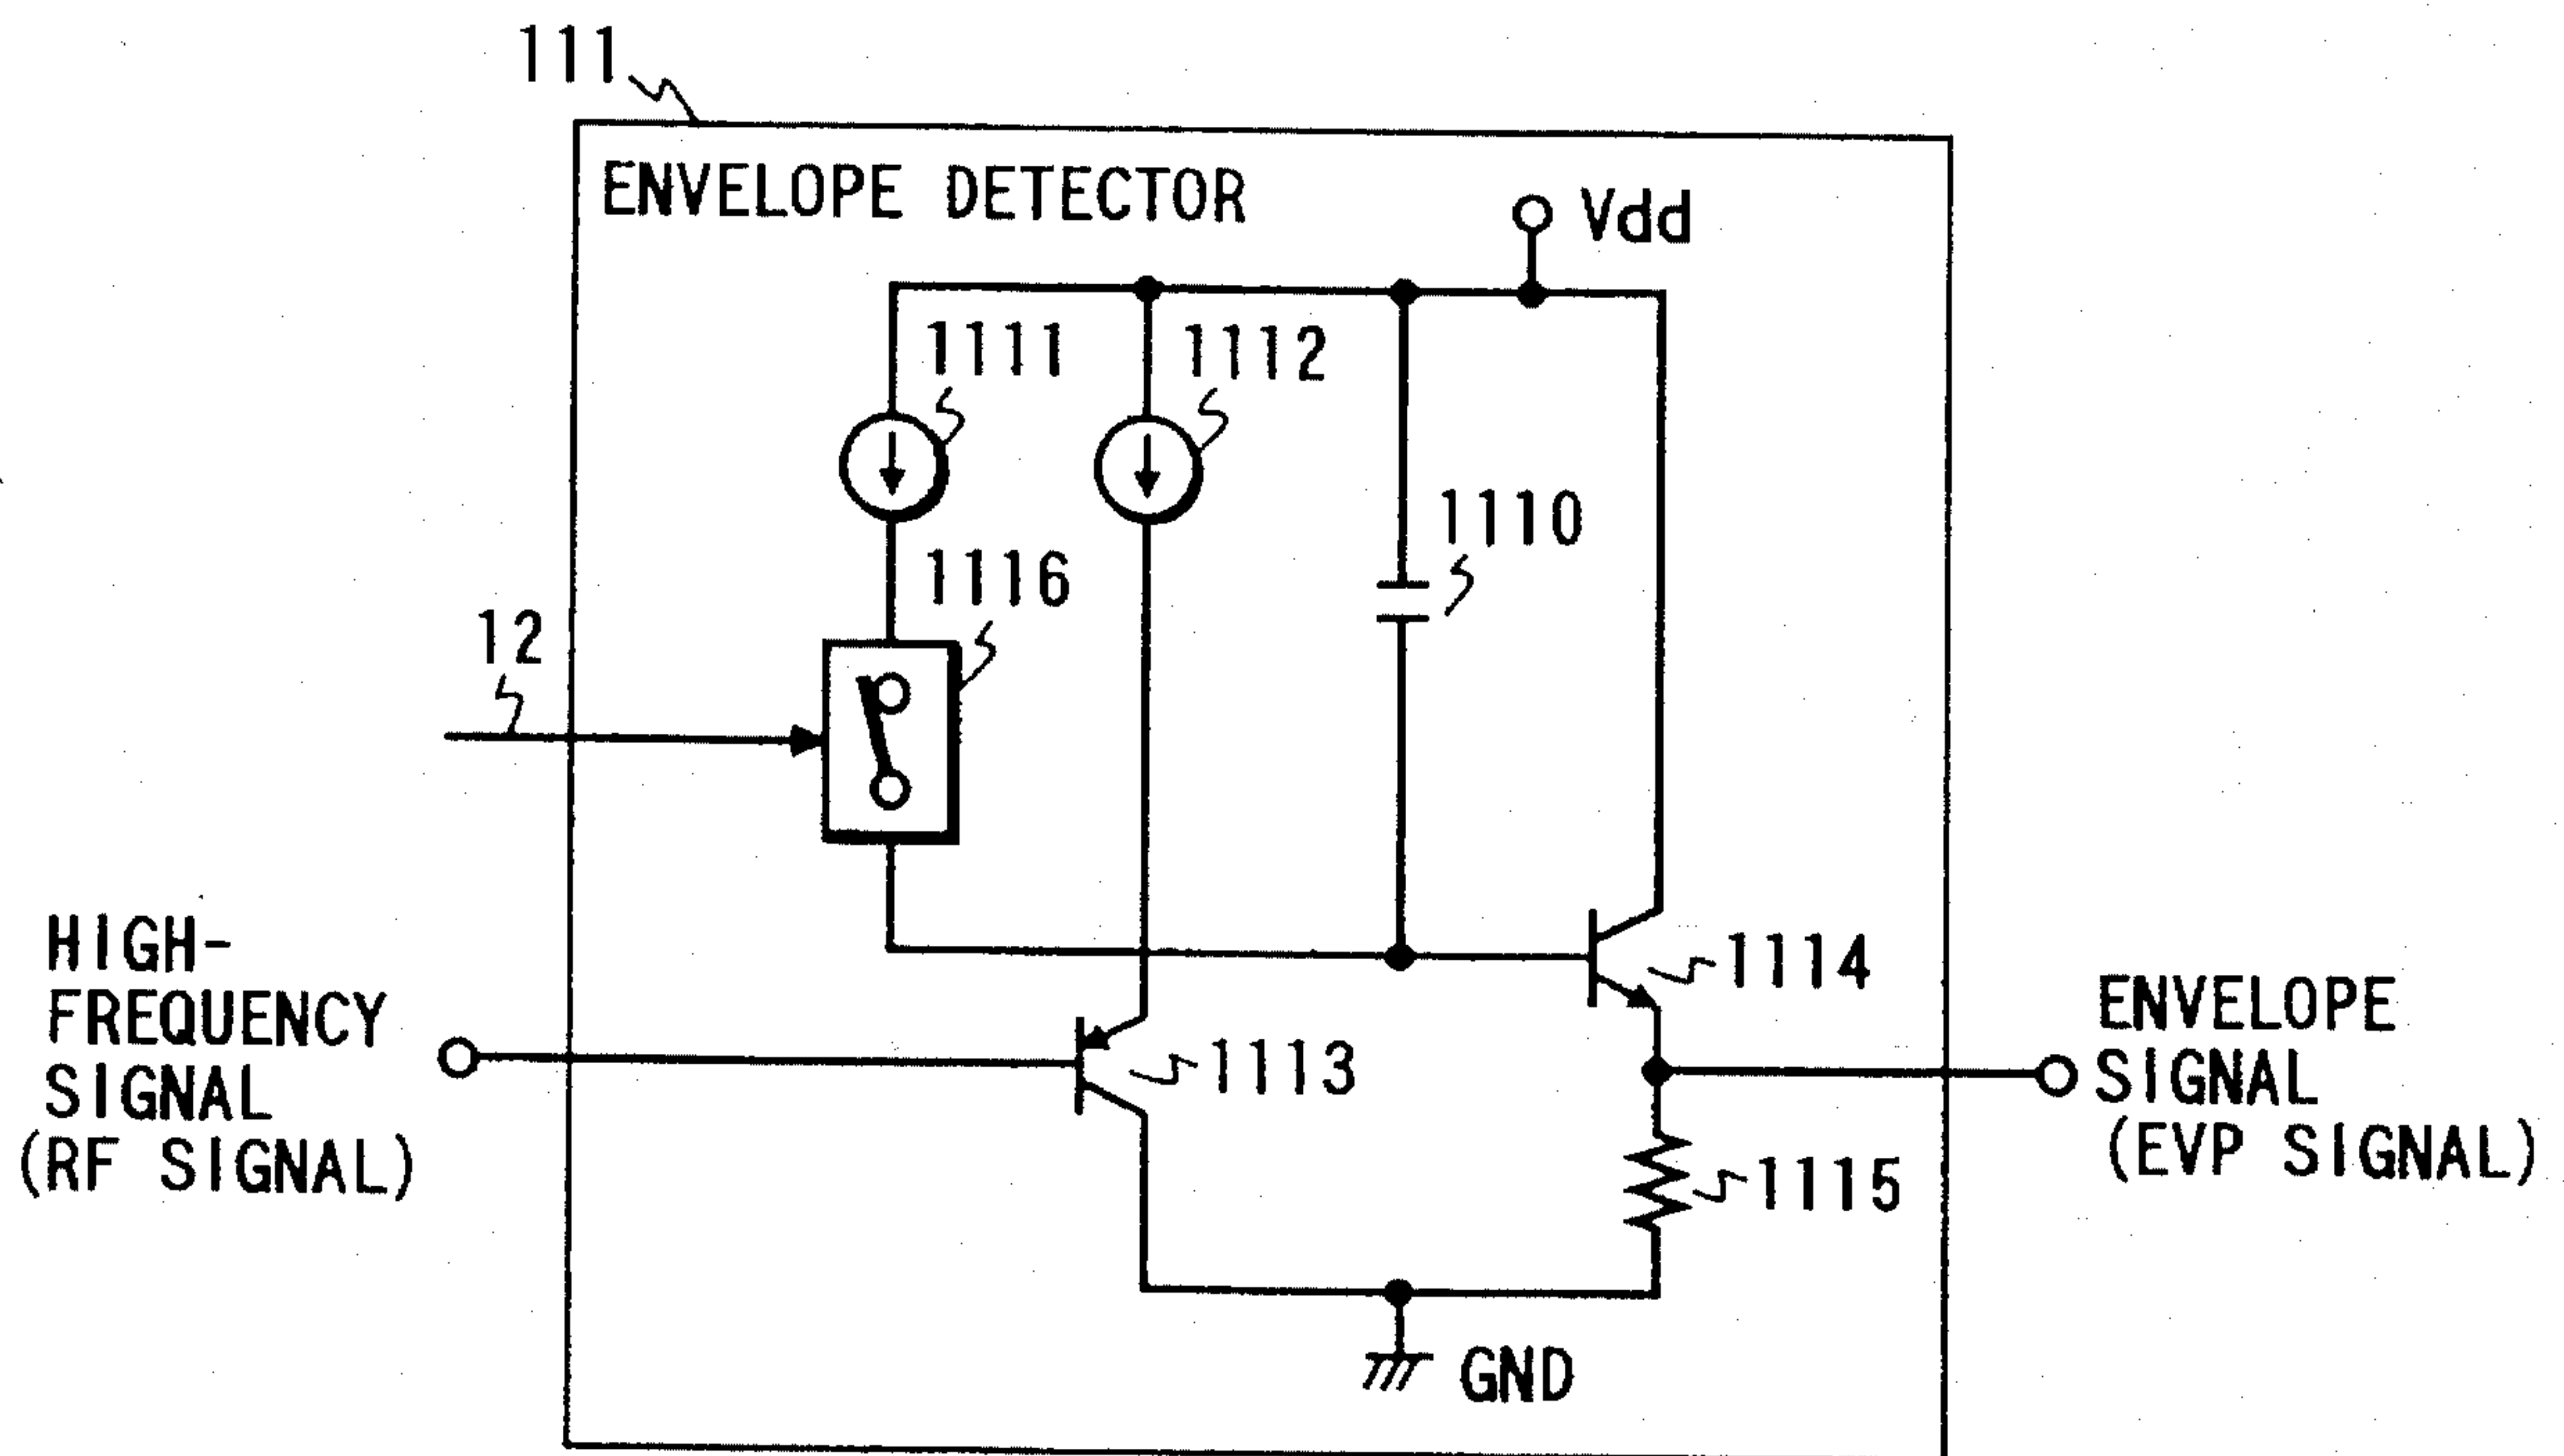 111
ENVELOPE DETECTOR
Vdd
1111
1112
1110
1116
12
HIGH-
FREQUENCY
SIGNAL
(RF SIGNAL)
1114
1113
ENVELOPE
SIGNAL
(EVP SIGNAL)
1115
GND